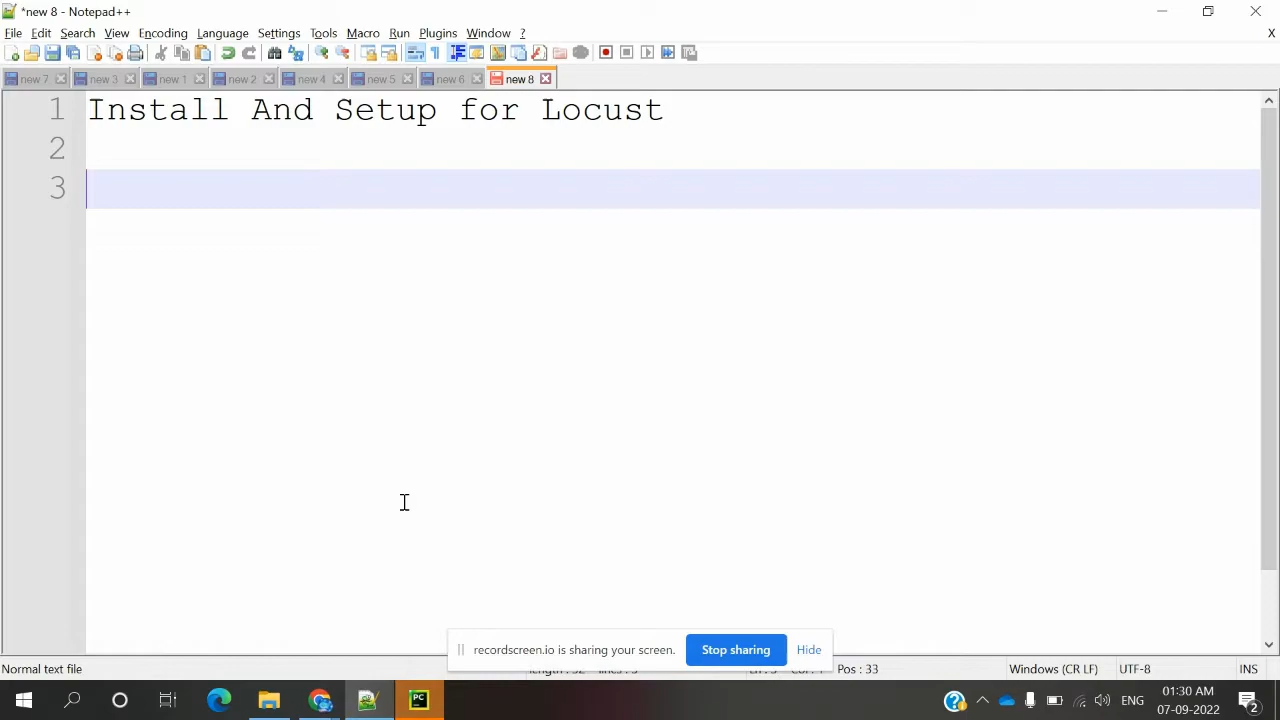 *new 8 - Notepad++
File Edit Search View Encoding Language Settings Tools Macro Run Plugins Window ? X
new 7 new 3 new 1 new 2 new 4 new 5 new 6 new 8
1 Install And Setup for Locust
2
3
recordscreen.io is sharing your screen. Stop sharing Hide
Normal text file Pos : 33 Windows (CR LF) UTF-8 INS
PC ENG 01:30 AM
07-09-2022 2